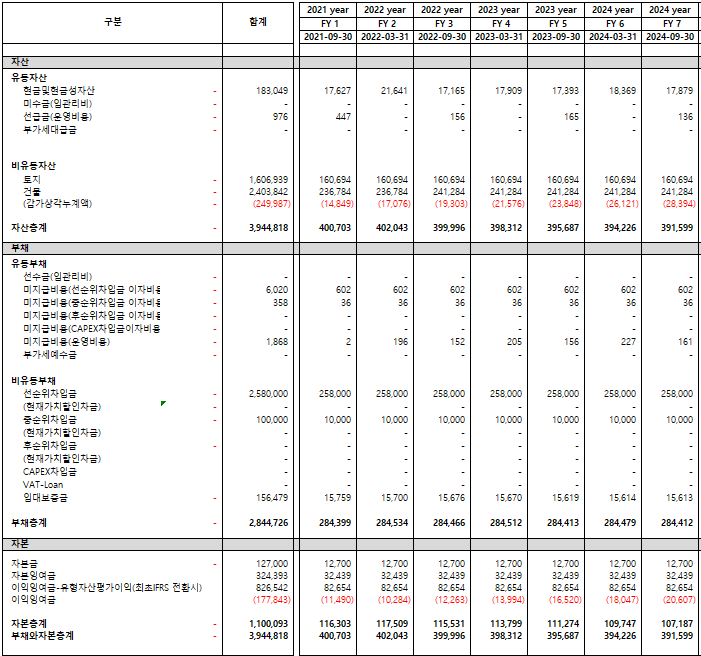 구분 합계 2021 year 2022 year 2022 year 2023 year 2023 year 2024 year 2024 year
FY 1 FY 2 FY 3 FY 4 FY 5 FY 6 FY 7
2021-09-30 2022-03-31 2022-09-30 2023-03-31 2023-09-30 2024-03-31 2024-09-30
자산
유동자산
현금및현금성자산 - 183,049 17,627 21,641 17,165 17,909 17,393 18,369 17,879
미수금(임관리비) - - - - - - - - -
선급금(운영비용) - 976 447 - 156 - 165 - 136
부가세대급금 - - - - - - - - -
비유동자산
토지 - 1,606,939 160,694 160,694 160,694 160,694 160,694 160,694 160,694
건물 - 2,403,842 236,784 236,784 241,284 241,284 241,284 241,284 241,284
(감가상각누계액) - (249,987) (14,849) (17,076) (19,303) (21,576) (23,848) (26,121) (28,394)
자산총계 - 3,944,818 400,703 402,043 399,996 398,312 395,687 394,226 391,599
부채
유동부채
선수금(임관리비) - - - - - - - - -
미지급비용(선순위차입금 이자비용 - 6,020 602 602 602 602 602 602 602
미지급비용(중순위차입금 이자비용 - 358 36 36 36 36 36 36 36
미지급비용(후순위차입금 이자비용 - - - - - - - - -
미지급비용(CAPEX차입금이자비용 - - - - - - - -
미지급비용(운영비용) - 1,868 2 196 152 205 156 227 161
부가세예수금 - - - - - - - -
비유동부채
선순위차입금 - 2,580,000 258,000 258,000 258,000 258,000 258,000 258,000 258,000
(현재가치할인차금) - - - - - - - - -
중순위차입금 - 100,000 10,000 10,000 10,000 10,000 10,000 10,000 10,000
(현재가치할인차금) - - - - - - - -
후순위차입금 - - - - - - - - -
(현재가치할인차금) - - - - - - - -
CAPEX차입금 - - - - - - - -
VAT-Loan - - - - - - - -
임대보증금 - 156,479 15,759 15,700 15,676 15,670 15,619 15,614 15,613
부채총계 - 2,844,726 284,399 284,534 284,466 284,512 284,413 284,479 284,412
자본
자본금 - 127,000 12,700 12,700 12,700 12,700 12,700 12,700 12,700
자본잉여금 324,393 32,439 32,439 32,439 32,439 32,439 32,439 32,439
이익잉여금-유형자산평가이익(최초IFRS 전환시) 826,542 82,654 82,654 82,654 82,654 82,654 82,654 82,654
이익잉여금 - (177,843) (11,490) (10,284) (12,263) (13,994) (16,520) (18,047) (20,607)
자본총계 - 1,100,093 116,303 117,509 115,531 113,799 111,274 109,747 107,187
부채와자본총계 - 3,944,818 400,703 402,043 399,996 398,312 395,687 394,226 391,599